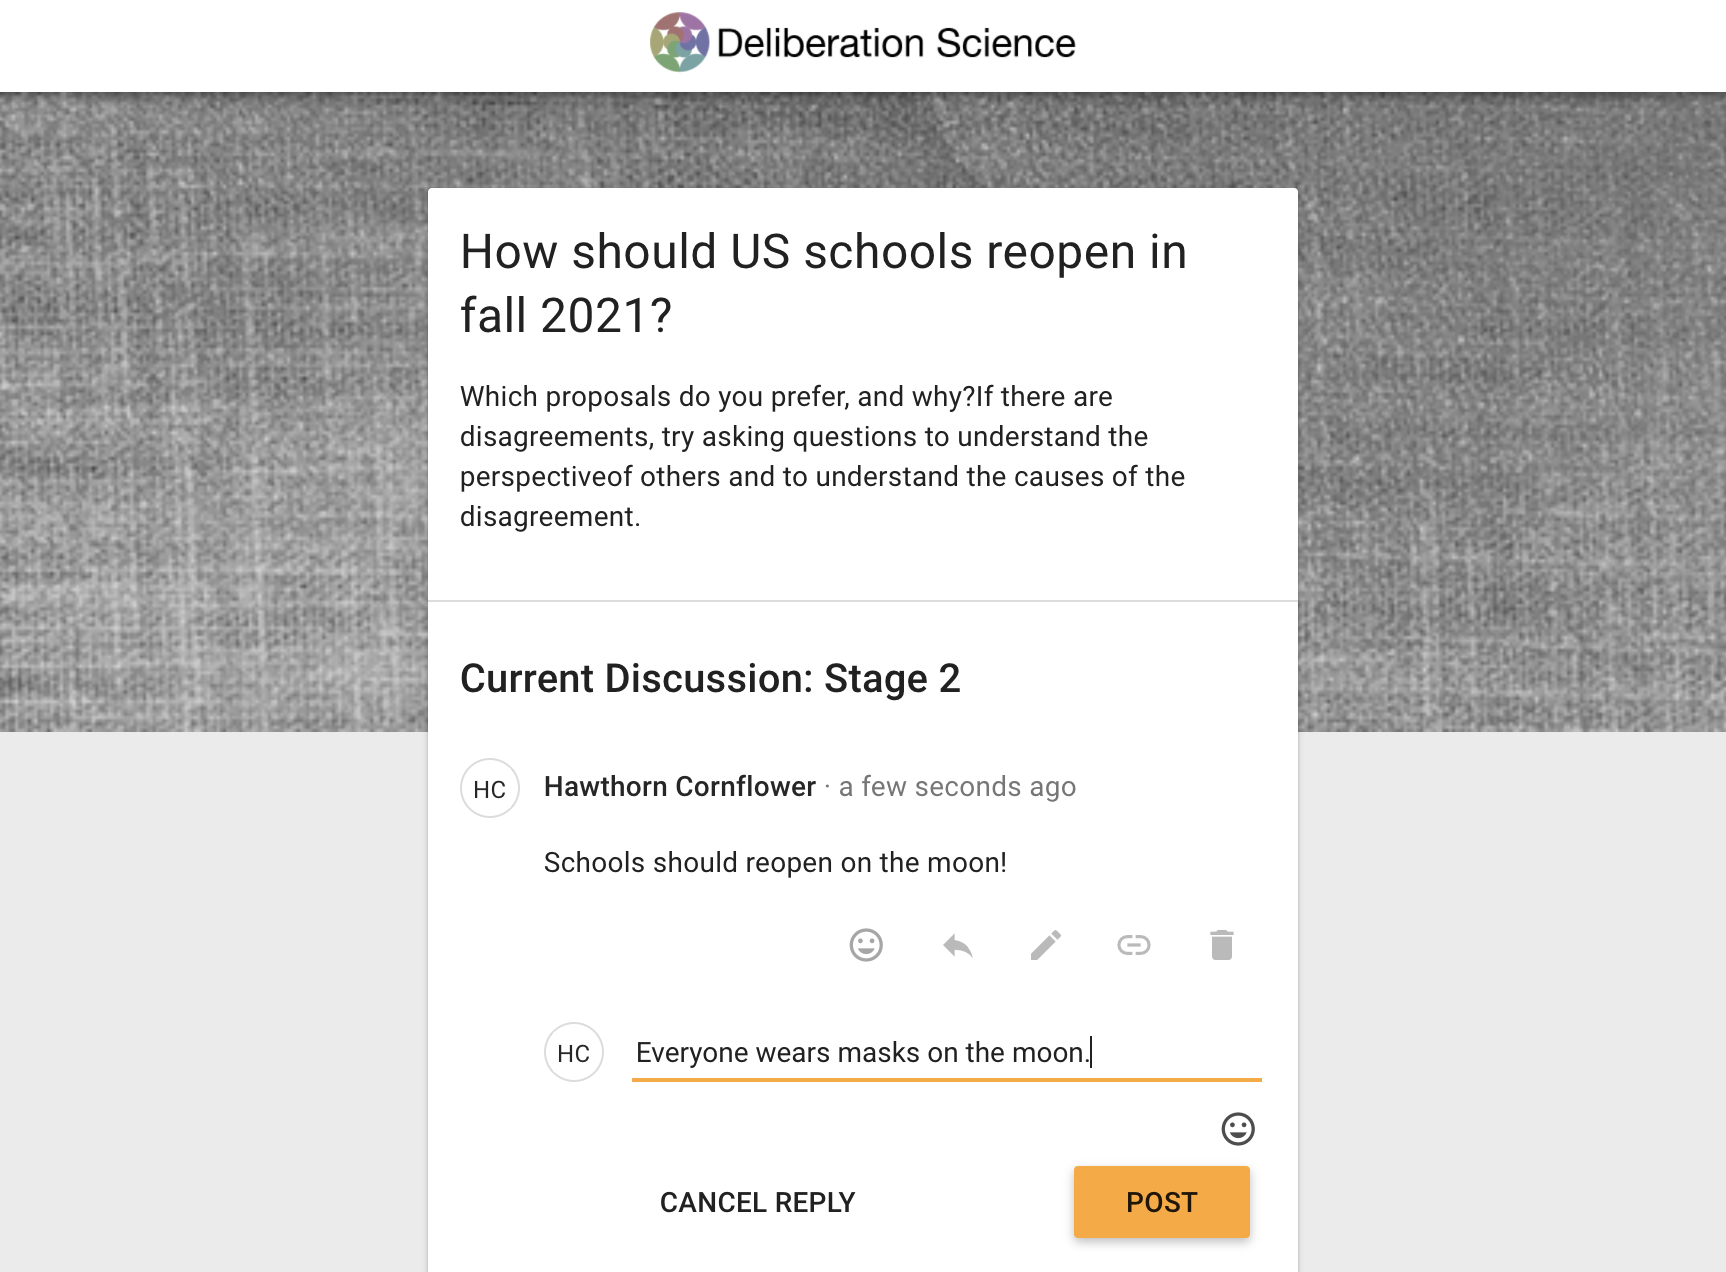 Deliberation Science
How should US schools reopen in
fall 2021?
Which proposals do you prefer, and why?If there are
disagreements, try asking questions to understand the
perspectiveof others and to understand the causes of the
disagreement.
Current Discussion: Stage 2
HC
Hawthorn Cornflower · a few seconds ago
Schools should reopen on the moon!
HC
Everyone wears masks on the moon.
CANCEL REPLY
POST